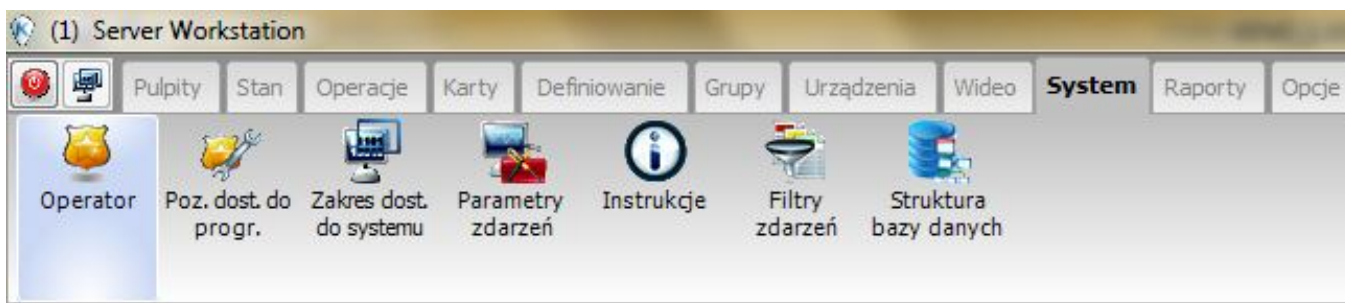 (1) Server Workstation
Pulpity Stan Operacje Karty Definiowanie Grupy Urządzenia Wideo System Raporty Opcje
Operator Poz. dost. do progr. Zakres dost. do systemu Parametry zdarzeń Instrukcje Filtry zdarzeń Struktura bazy danych